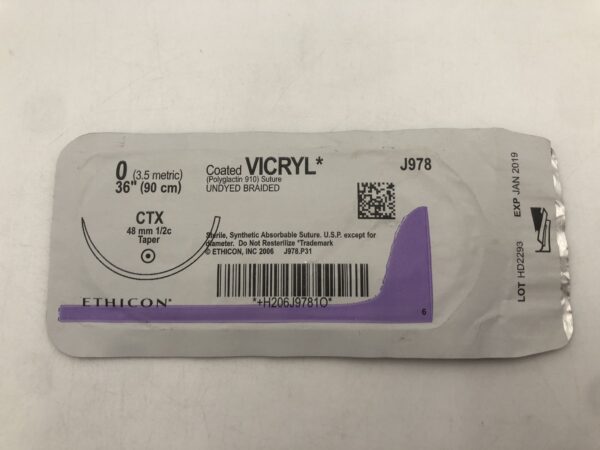 0 (3.5 metric)
36" (90 cm)
CTX
48 mm 1/2c
Taper
ETHICON*
Coated VICRYL*
(Polyglactin 910) Suture
UNDYED BRAIDED
J978
Sterile, Synthetic Absorbable Suture. U.S.P. except for
diameter. Do Not Resterilize *Trademark
© ETHICON, INC 2006 J978.P31
*+H206J9781O*
6
LOT HD2293 EXP JAN 2019